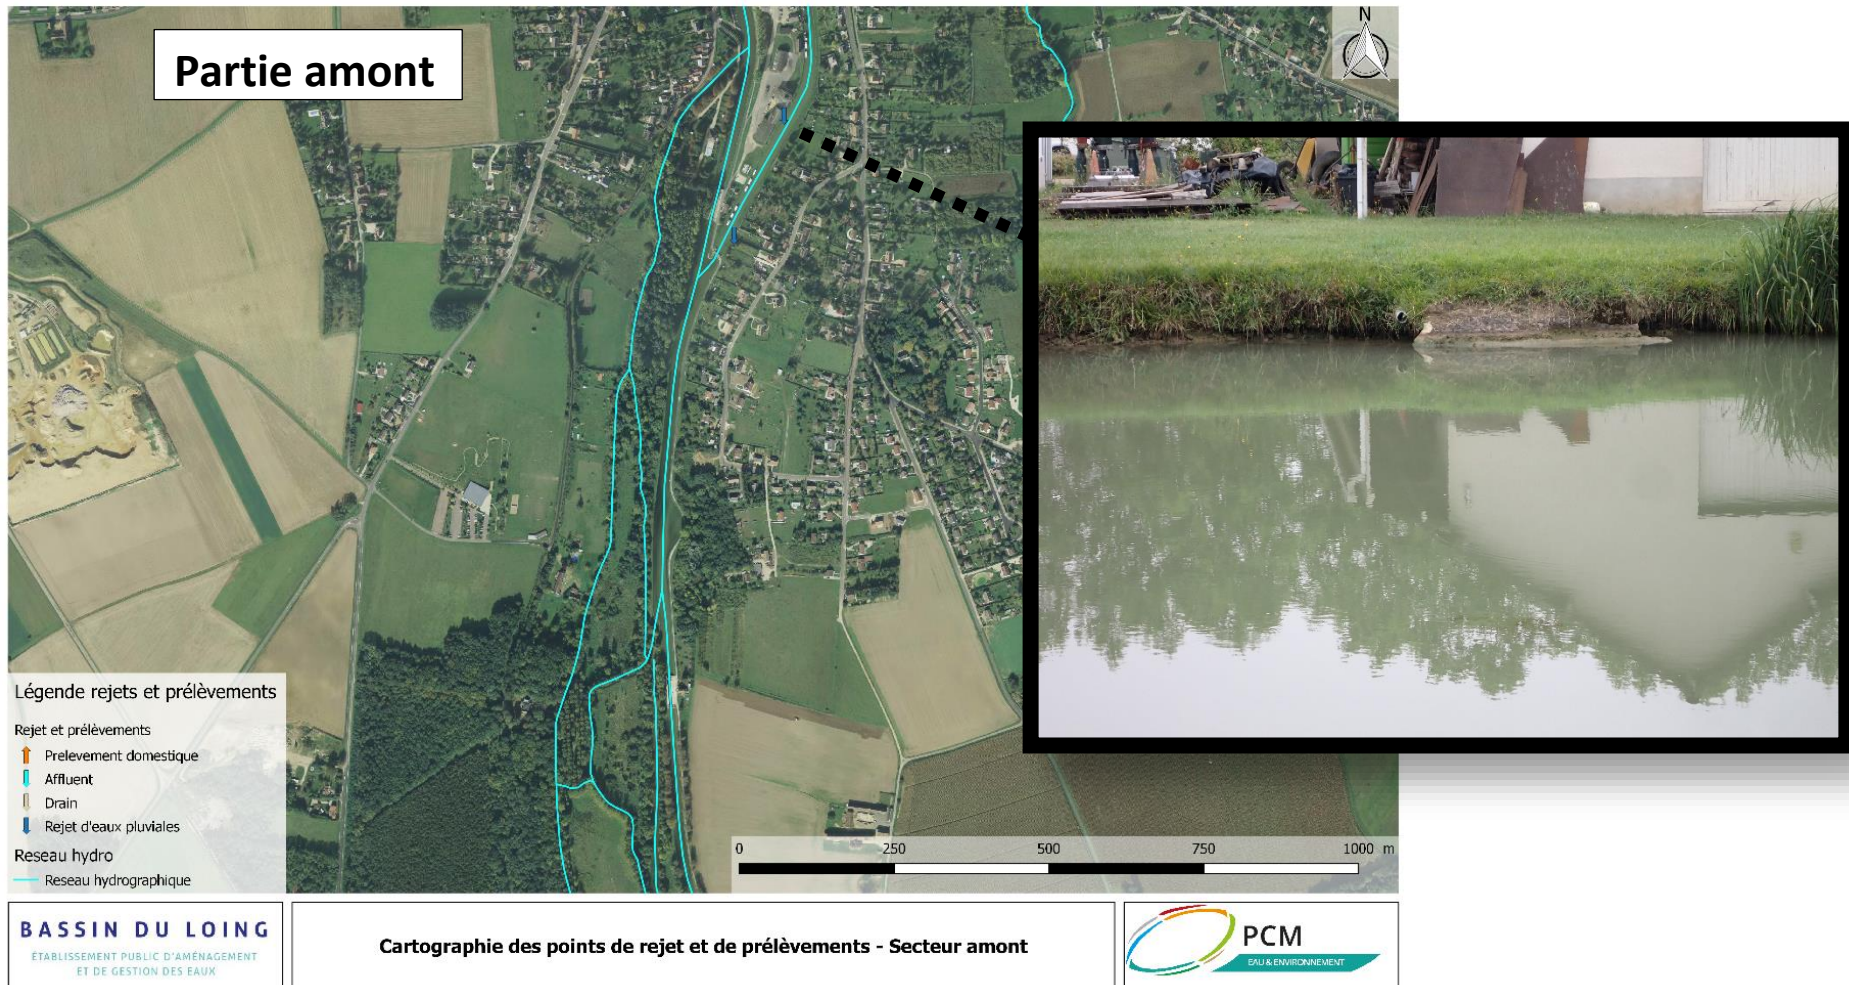 Partie amont
N
Légende rejets et prélèvements
Rejet et prélèvements
Prelevement domestique
Affluent
Drain
Rejet d'eaux pluviales
Reseau hydro
Reseau hydrographique
0 250 500 750 1000 m
BASSIN DU LOING
ÉTABLISSEMENT PUBLIC D'AMÉNAGEMENT
ET DE GESTION DES EAUX
Cartographie des points de rejet et de prélèvements - Secteur amont
PCM
EAU & ENVIRONNEMENT